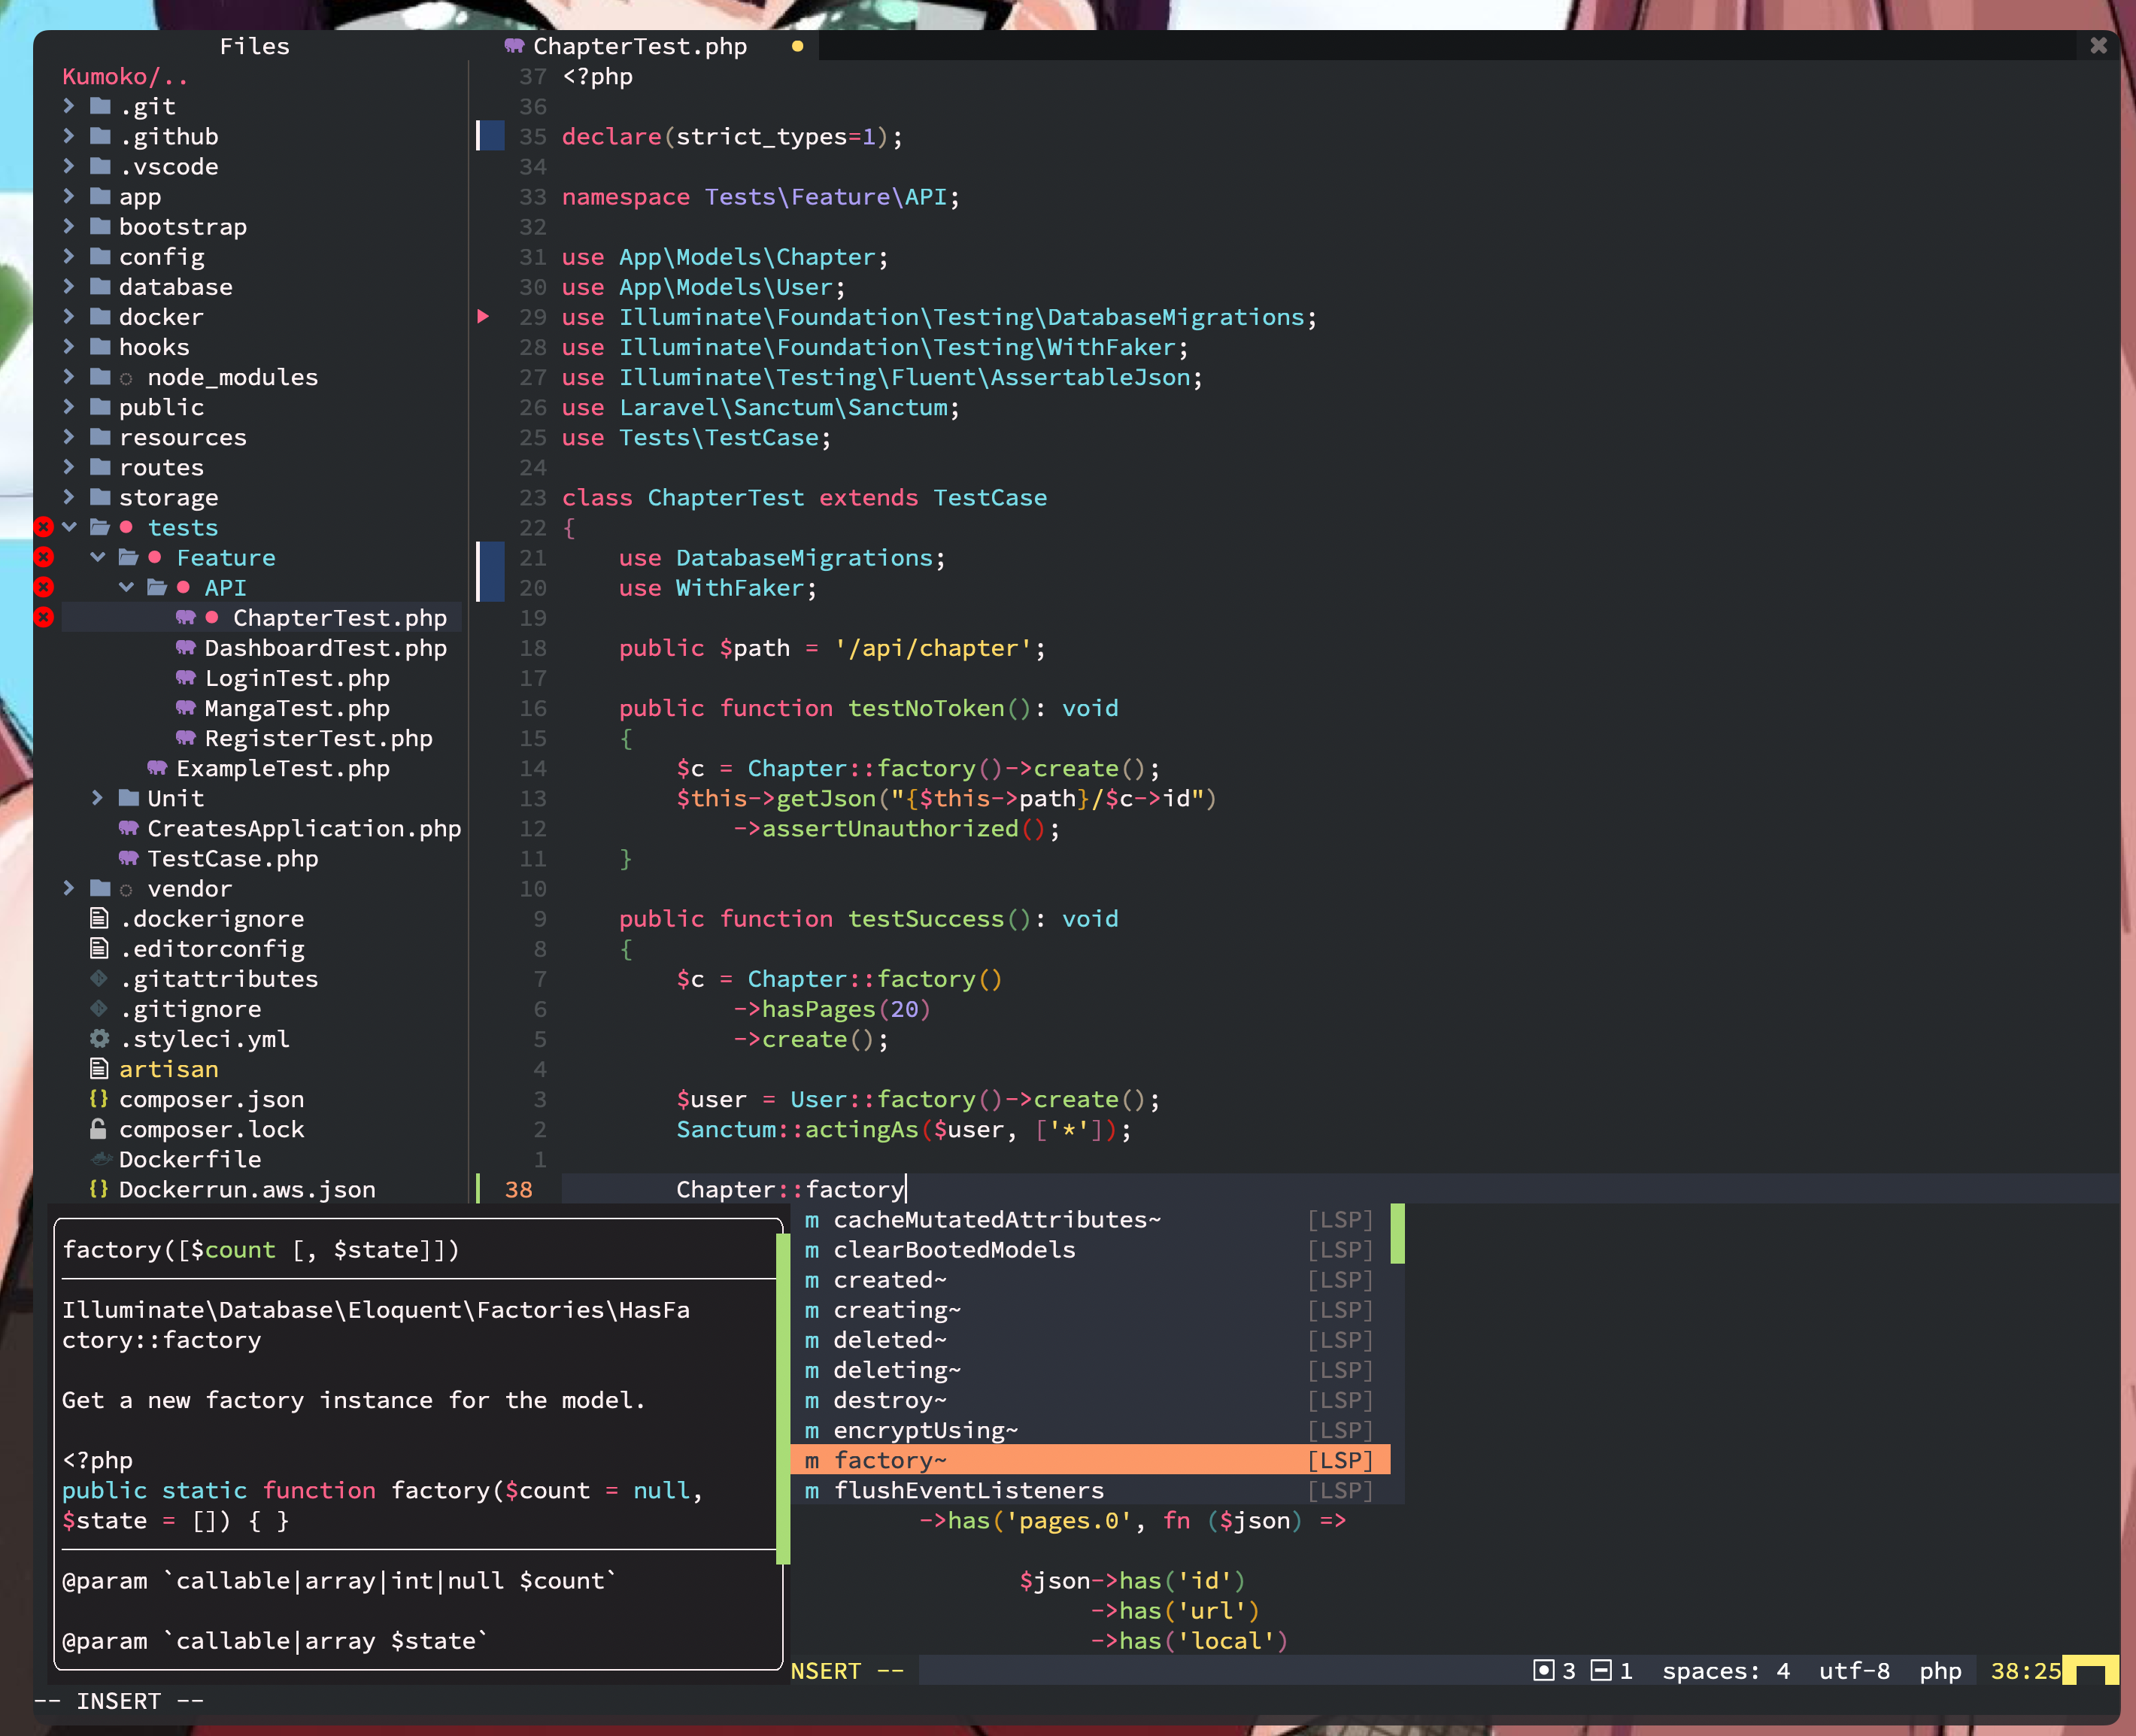 Files
ChapterTest.php
Kumoko/..
.git
.github
.vscode
app
bootstrap
config
database
docker
hooks
node_modules
public
resources
routes
storage
tests
Feature
API
ChapterTest.php
DashboardTest.php
LoginTest.php
MangaTest.php
RegisterTest.php
ExampleTest.php
Unit
CreatesApplication.php
TestCase.php
vendor
.dockerignore
.editorconfig
.gitattributes
.gitignore
.styleci.yml
artisan
composer.json
composer.lock
Dockerfile
Dockerrun.aws.json
37 <?php
36
35 declare(strict_types=1);
34
33 namespace Tests\Feature\API;
32
31 use App\Models\Chapter;
30 use App\Models\User;
29 use Illuminate\Foundation\Testing\DatabaseMigrations;
28 use Illuminate\Foundation\Testing\WithFaker;
27 use Illuminate\Testing\Fluent\AssertableJson;
26 use Laravel\Sanctum\Sanctum;
25 use Tests\TestCase;
24
23 class ChapterTest extends TestCase
22 {
21 use DatabaseMigrations;
20 use WithFaker;
19
18 public $path = '/api/chapter';
17
16 public function testNoToken(): void
15 {
14 $c = Chapter::factory()->create();
13 $this->getJson("{$this->path}/$c->id")
12 ->assertUnauthorized();
11 }
10
9 public function testSuccess(): void
8 {
7 $c = Chapter::factory()
6 ->hasPages(20)
5 ->create();
4
3 $user = User::factory()->create();
2 Sanctum::actingAs($user, ['*']);
1
38 Chapter::factory
m cacheMutatedAttributes~ [LSP]
m clearBootedModels [LSP]
m created~ [LSP]
m creating~ [LSP]
m deleted~ [LSP]
m deleting~ [LSP]
m destroy~ [LSP]
m encryptUsing~ [LSP]
m factory~ [LSP]
m flushEventListeners [LSP]
factory([$count [, $state]])
Illuminate\Database\Eloquent\Factories\HasFa
ctory::factory
Get a new factory instance for the model.
<?php
public static function factory($count = null,
$state = []) { }
@param `callable|array|int|null $count`
@param `callable|array $state`
->has('pages.0', fn ($json) =>
$json->has('id')
->has('url')
->has('local')
NSERT -- 3 1 spaces: 4 utf-8 php 38:25
-- INSERT --